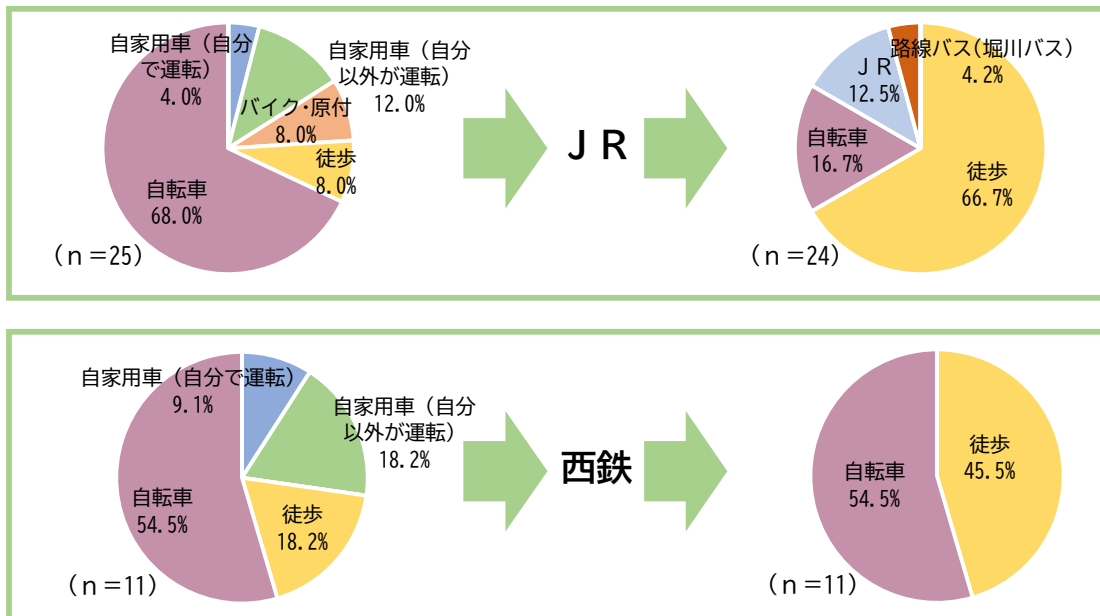 自家用車（自分
で運転）
4.0%
自家用車（自分
以外が運転）
12.0%
バイク・原付
8.0%
徒歩
8.0%
自転車
68.0%
（ｎ＝25）
ＪＲ
路線バス（堀川バス）
4.2%
ＪＲ
12.5%
自転車
16.7%
徒歩
66.7%
（ｎ＝24）
自家用車（自分で運転）
9.1%
自家用車（自分
以外が運転）
18.2%
自転車
54.5%
徒歩
18.2%
（ｎ＝11）
西鉄
徒歩
45.5%
自転車
54.5%
（ｎ＝11）